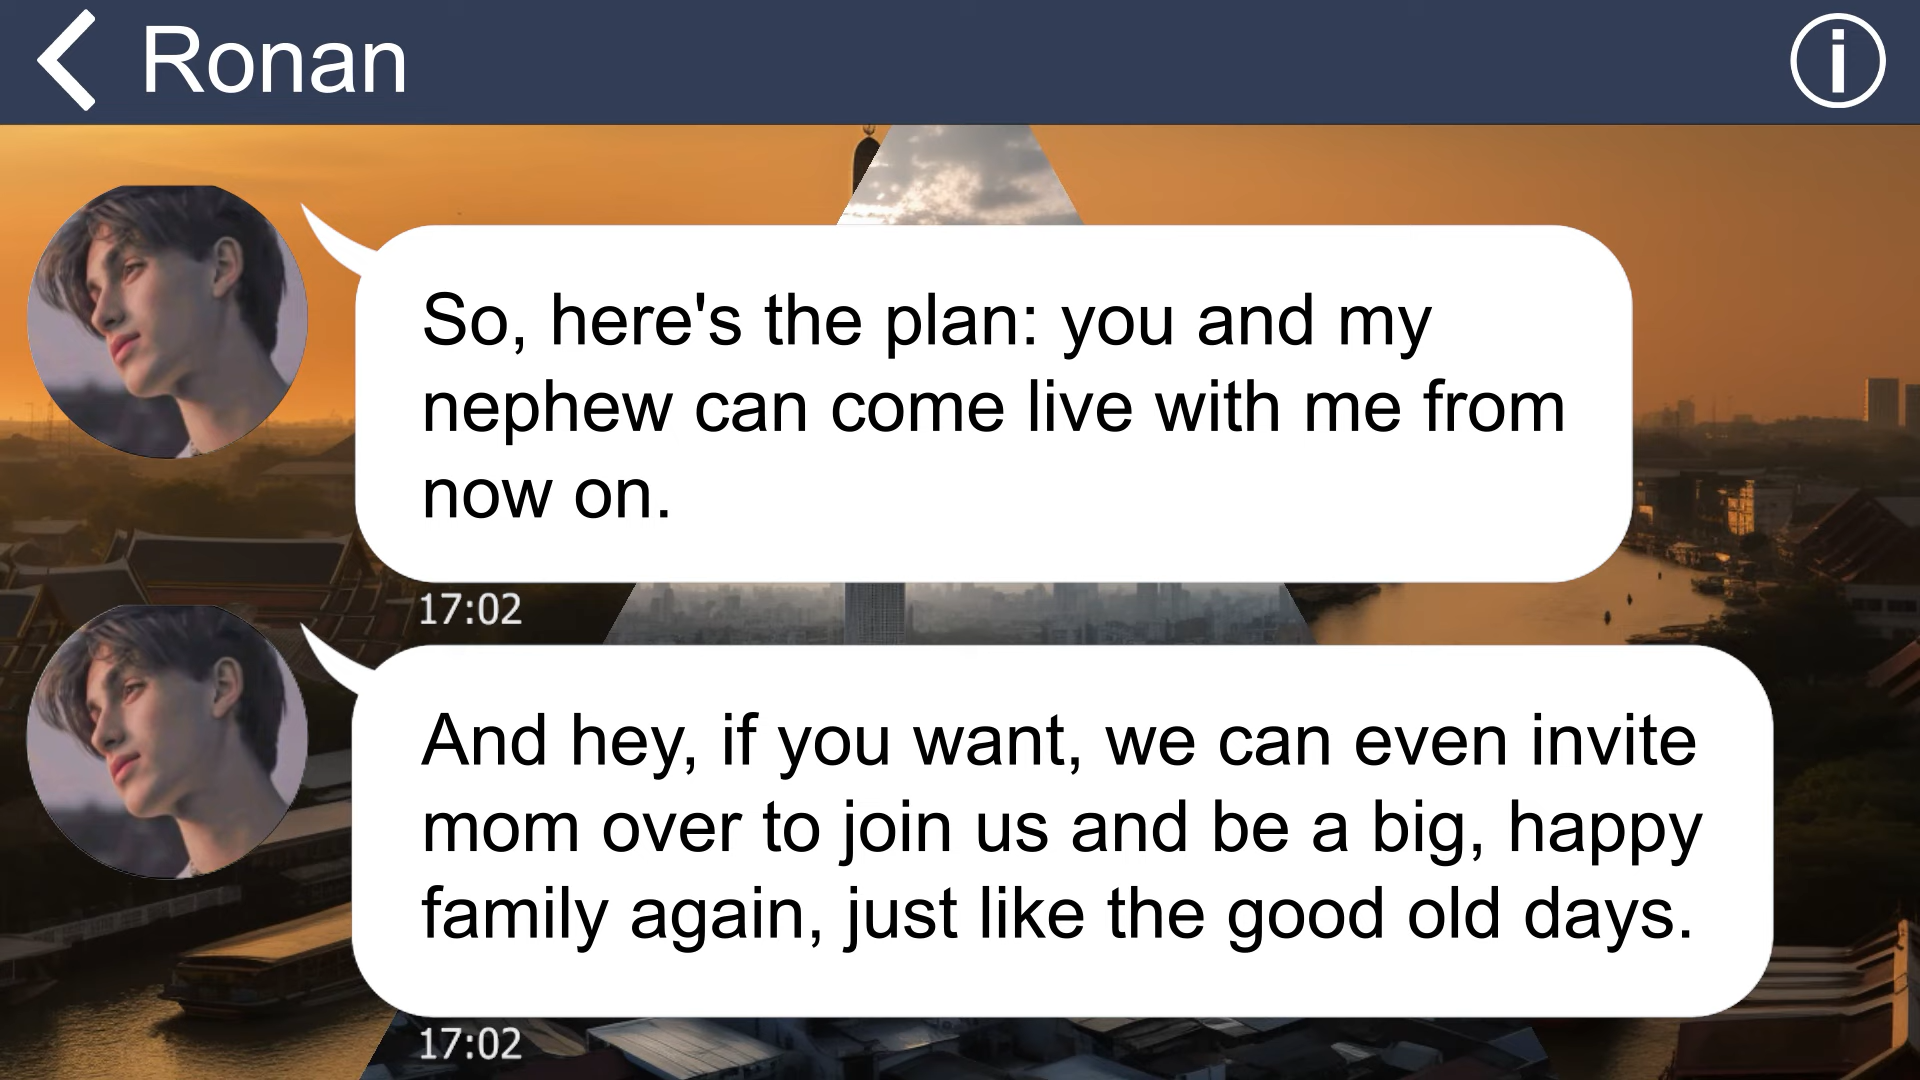 Ronan
So, here's the plan: you and my
nephew can come live with me from
now on.
17:02
And hey, if you want, we can even invite
mom over to join us and be a big, happy
family again, just like the good old days.
17:02